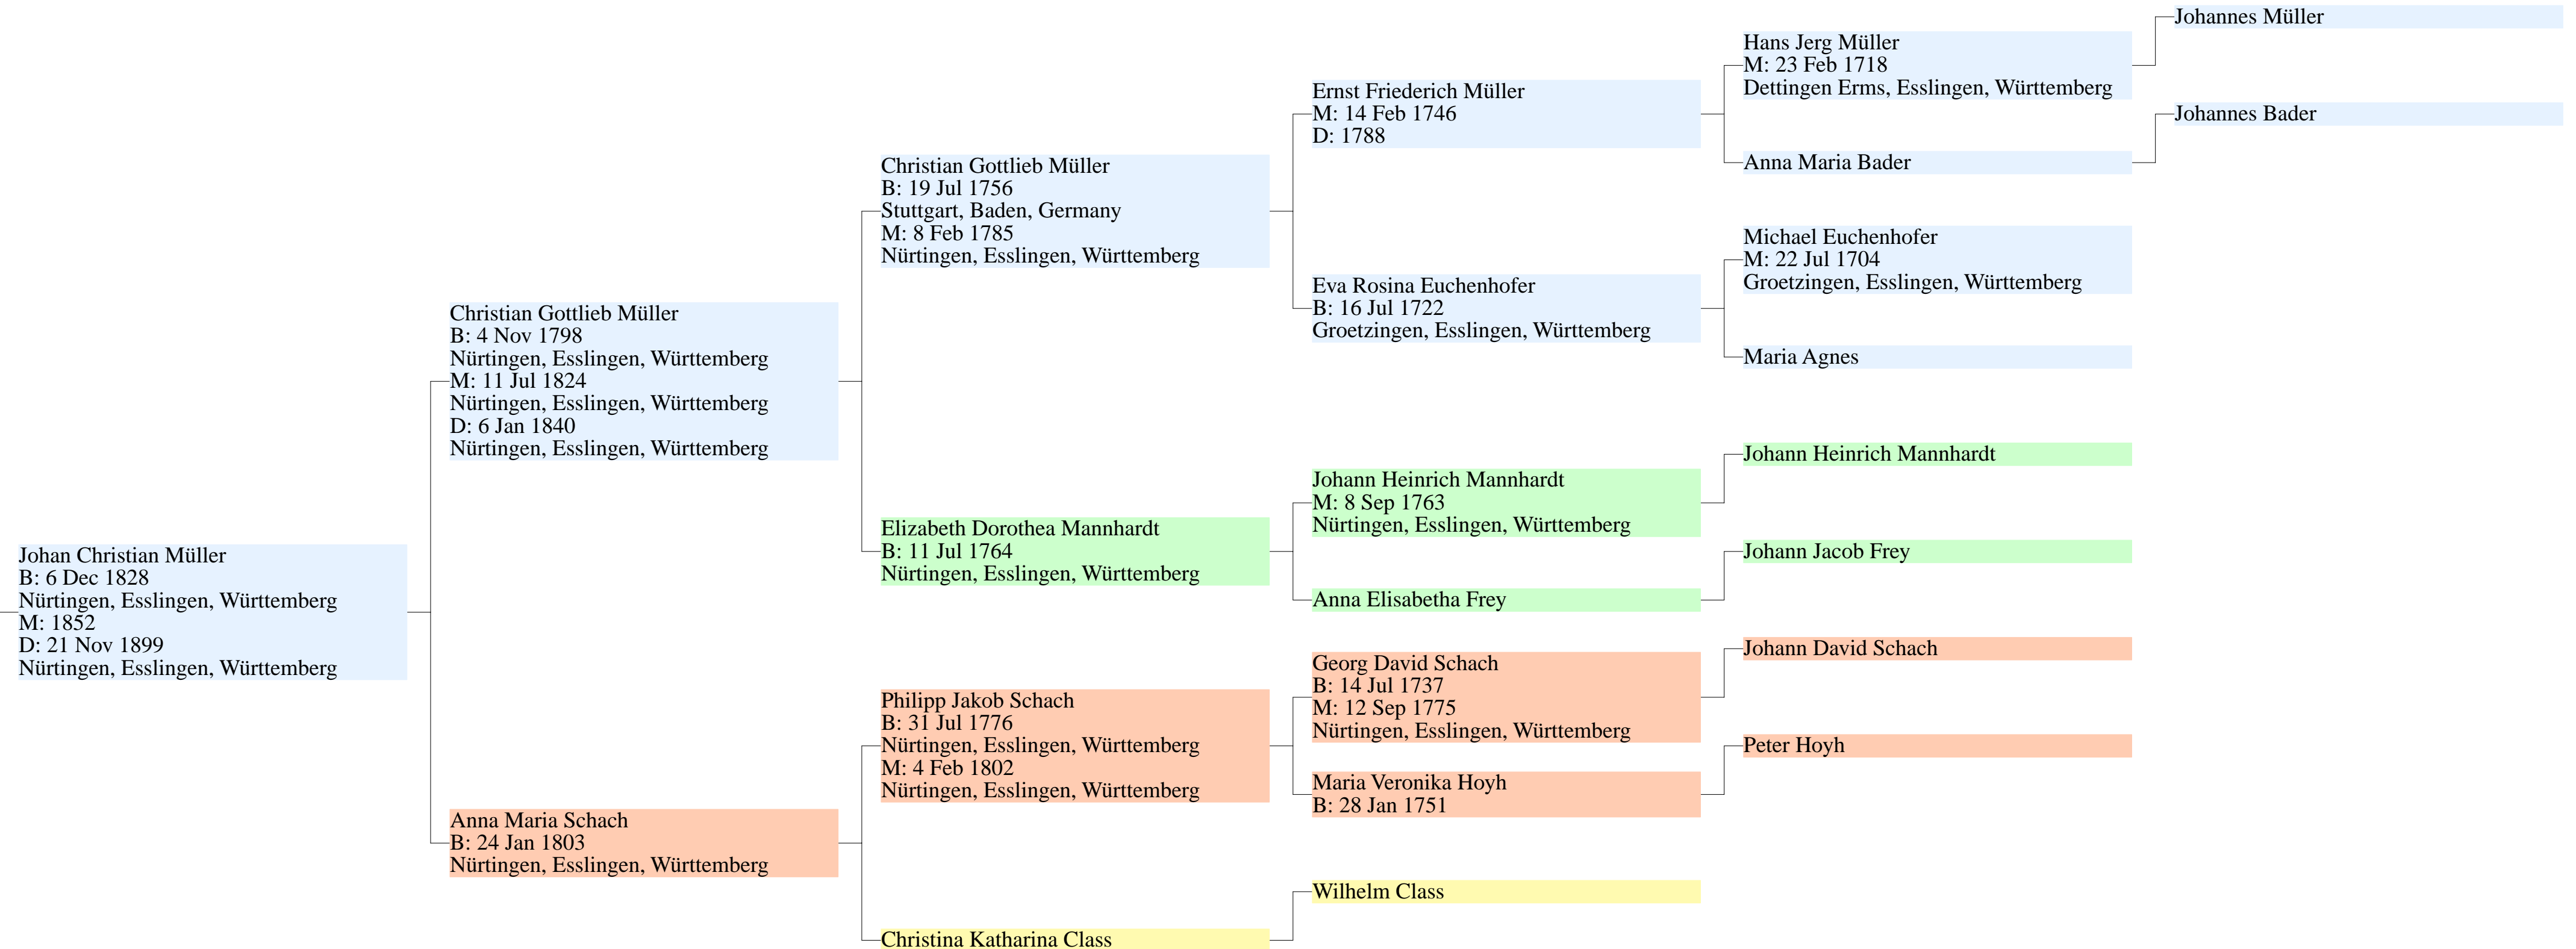 Johan Christian Müller
B: 6 Dec 1828
Nürtingen, Esslingen, Württemberg
M: 1852
D: 21 Nov 1899
Nürtingen, Esslingen, Württemberg
Christian Gottlieb Müller
B: 4 Nov 1798
Nürtingen, Esslingen, Württemberg
M: 11 Jul 1824
Nürtingen, Esslingen, Württemberg
D: 6 Jan 1840
Nürtingen, Esslingen, Württemberg
Anna Maria Schach
B: 24 Jan 1803
Nürtingen, Esslingen, Württemberg
Christian Gottlieb Müller
B: 19 Jul 1756
Stuttgart, Baden, Germany
M: 8 Feb 1785
Nürtingen, Esslingen, Württemberg
Elizabeth Dorothea Mannhardt
B: 11 Jul 1764
Nürtingen, Esslingen, Württemberg
Philipp Jakob Schach
B: 31 Jul 1776
Nürtingen, Esslingen, Württemberg
M: 4 Feb 1802
Nürtingen, Esslingen, Württemberg
Christina Katharina Class
Ernst Friederich Müller
M: 14 Feb 1746
D: 1788
Eva Rosina Euchenhofer
B: 16 Jul 1722
Groetzingen, Esslingen, Württemberg
Johann Heinrich Mannhardt
M: 8 Sep 1763
Nürtingen, Esslingen, Württemberg
Anna Elisabetha Frey
Georg David Schach
B: 14 Jul 1737
M: 12 Sep 1775
Nürtingen, Esslingen, Württemberg
Maria Veronika Hoyh
B: 28 Jan 1751
Wilhelm Class
Hans Jerg Müller
M: 23 Feb 1718
Dettingen Erms, Esslingen, Württemberg
Anna Maria Bader
Michael Euchenhofer
M: 22 Jul 1704
Groetzingen, Esslingen, Württemberg
Maria Agnes
Johann Heinrich Mannhardt
Johann Jacob Frey
Johann David Schach
Peter Hoyh
Johannes Müller
Johannes Bader